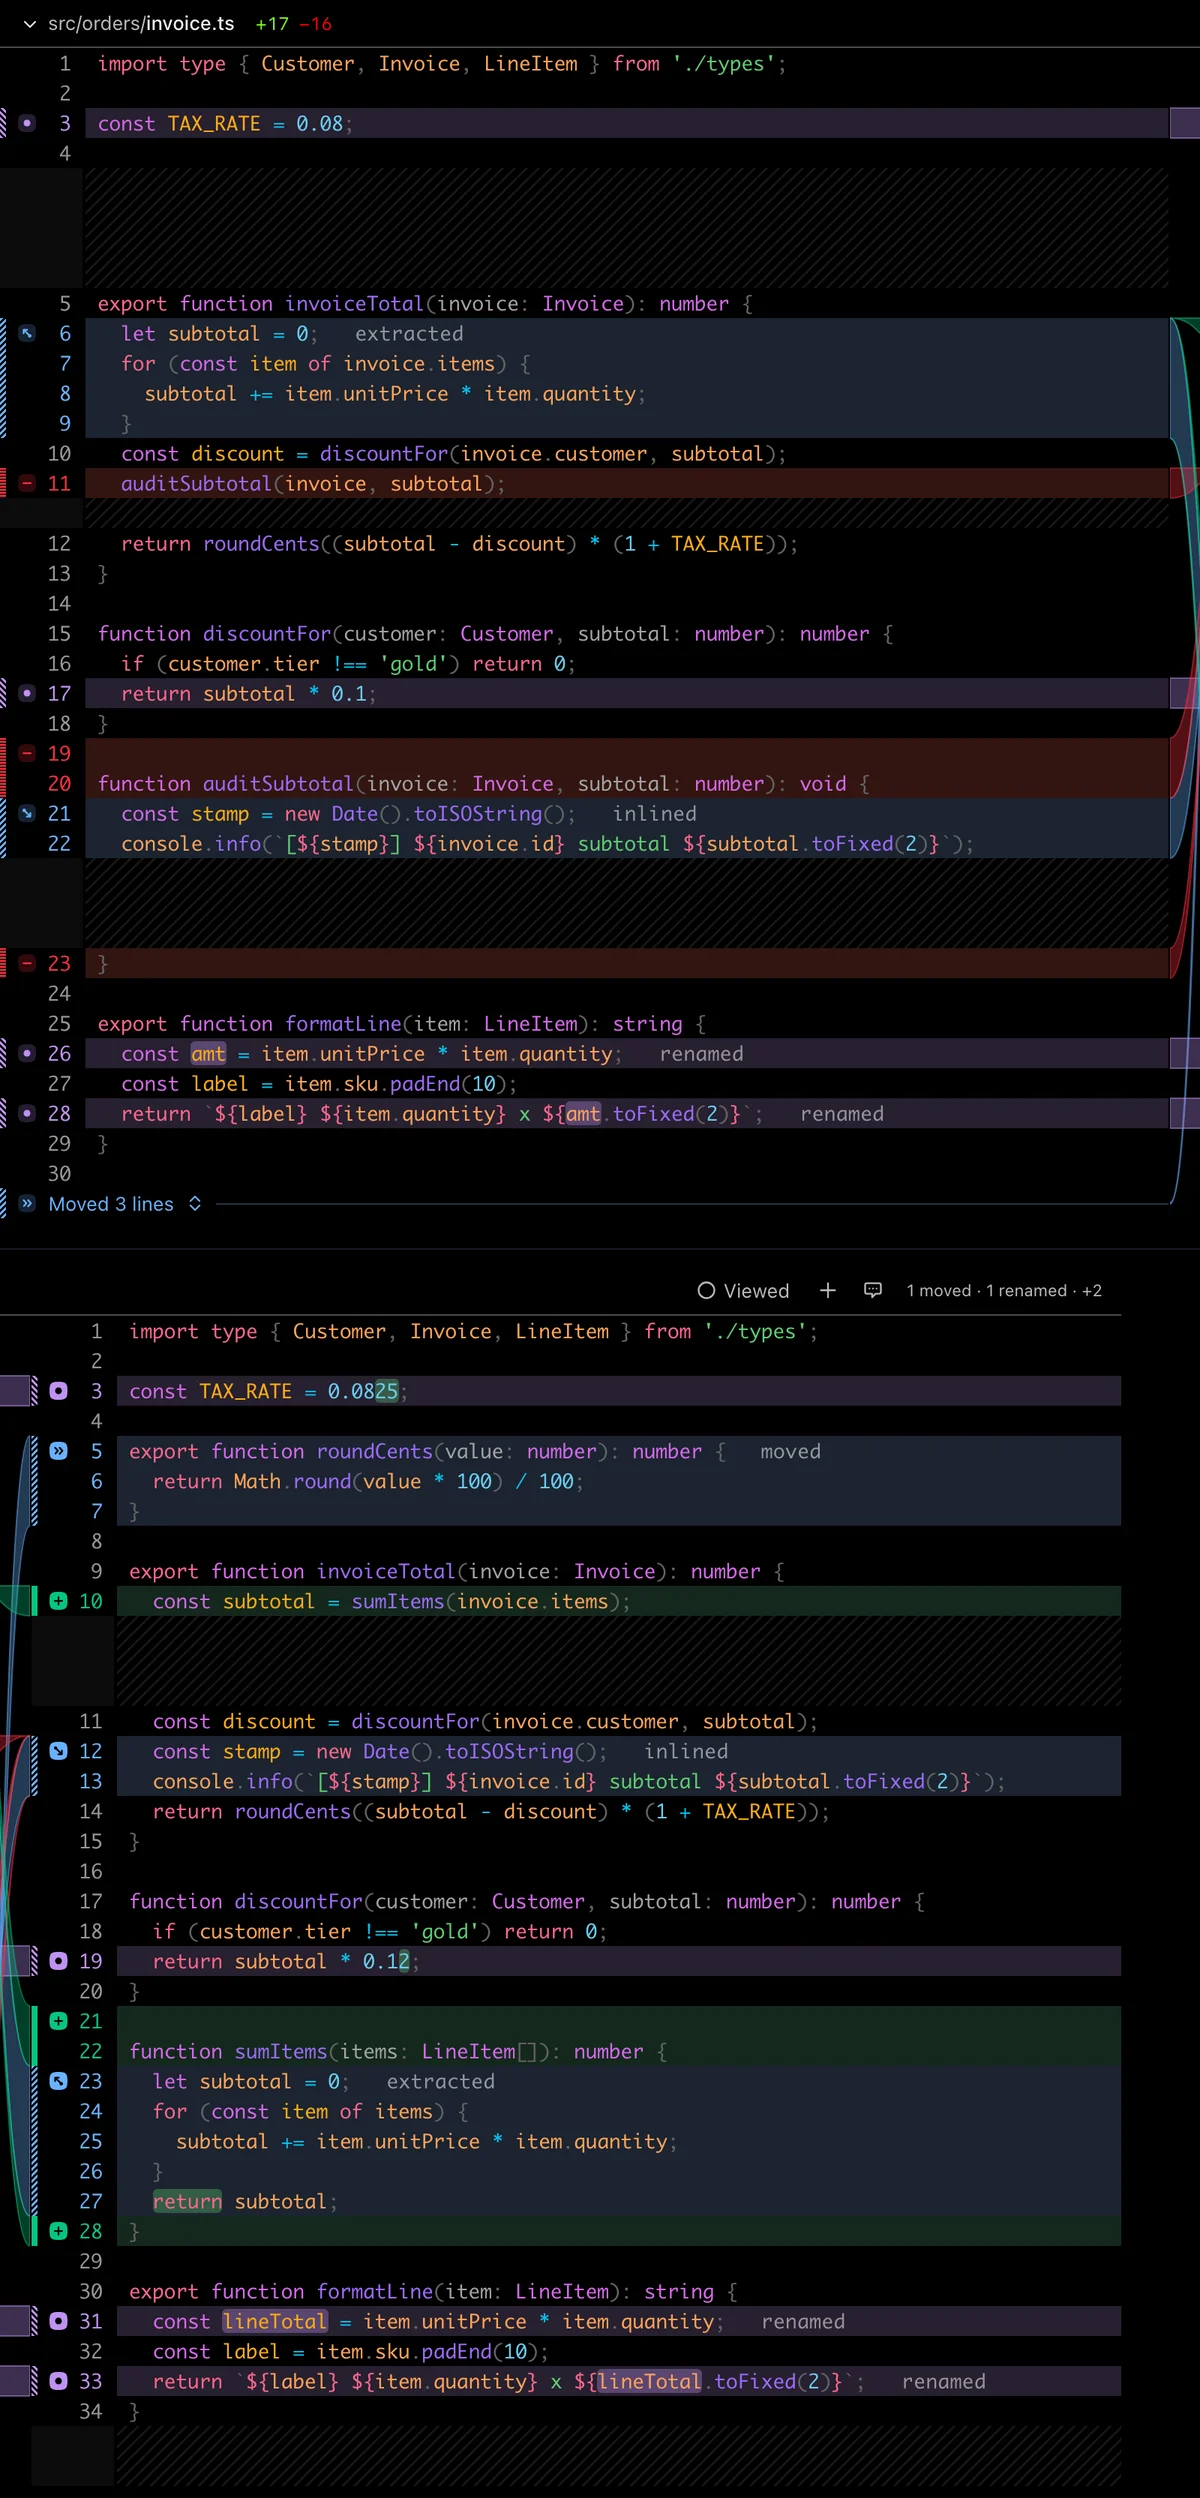 src/orders/invoice.ts +17 −16
1 import type { Customer, Invoice, LineItem } from './types';
2
3 const TAX_RATE = 0.08;
4
5 export function invoiceTotal(invoice: Invoice): number {
6 let subtotal = 0; extracted
7 for (const item of invoice.items) {
8 subtotal += item.unitPrice * item.quantity;
9 }
10 const discount = discountFor(invoice.customer, subtotal);
11 auditSubtotal(invoice, subtotal);
12 return roundCents((subtotal - discount) * (1 + TAX_RATE));
13 }
14
15 function discountFor(customer: Customer, subtotal: number): number {
16 if (customer.tier !== 'gold') return 0;
17 return subtotal * 0.1;
18 }
19
20 function auditSubtotal(invoice: Invoice, subtotal: number): void {
21 const stamp = new Date().toISOString(); inlined
22 console.info(`[${stamp}] ${invoice.id} subtotal ${subtotal.toFixed(2)}`);
23 }
24
25 export function formatLine(item: LineItem): string {
26 const amt = item.unitPrice * item.quantity; renamed
27 const label = item.sku.padEnd(10);
28 return `${label} ${item.quantity} x ${amt.toFixed(2)}`; renamed
29 }
30
Moved 3 lines
Viewed 1 moved · 1 renamed · +2
1 import type { Customer, Invoice, LineItem } from './types';
2
3 const TAX_RATE = 0.0825;
4
5 export function roundCents(value: number): number { moved
6 return Math.round(value * 100) / 100;
7 }
8
9 export function invoiceTotal(invoice: Invoice): number {
10 const subtotal = sumItems(invoice.items);
11 const discount = discountFor(invoice.customer, subtotal);
12 const stamp = new Date().toISOString(); inlined
13 console.info(`[${stamp}] ${invoice.id} subtotal ${subtotal.toFixed(2)}`);
14 return roundCents((subtotal - discount) * (1 + TAX_RATE));
15 }
16
17 function discountFor(customer: Customer, subtotal: number): number {
18 if (customer.tier !== 'gold') return 0;
19 return subtotal * 0.12;
20 }
21
22 function sumItems(items: LineItem[]): number {
23 let subtotal = 0; extracted
24 for (const item of items) {
25 subtotal += item.unitPrice * item.quantity;
26 }
27 return subtotal;
28 }
29
30 export function formatLine(item: LineItem): string {
31 const lineTotal = item.unitPrice * item.quantity; renamed
32 const label = item.sku.padEnd(10);
33 return `${label} ${item.quantity} x ${lineTotal.toFixed(2)}`; renamed
34 }